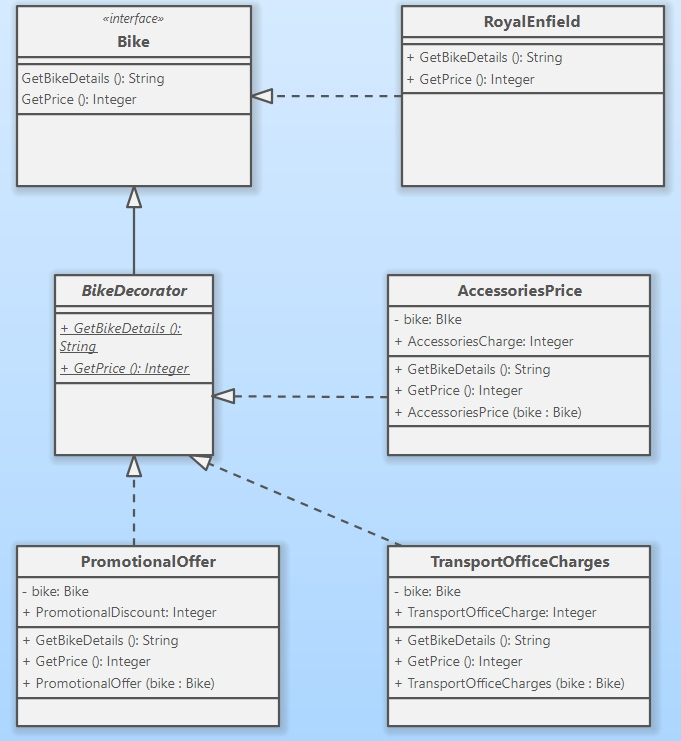 «interface»
Bike
GetBikeDetails (): String
GetPrice (): Integer
RoyalEnfield
+ GetBikeDetails (): String
+ GetPrice (): Integer
BikeDecorator
+ GetBikeDetails ():
String
+ GetPrice (): Integer
AccessoriesPrice
- bike: BIke
+ AccessoriesCharge: Integer
+ GetBikeDetails (): String
+ GetPrice (): Integer
+ AccessoriesPrice (bike : Bike)
PromotionalOffer
- bike: Bike
+ PromotionalDiscount: Integer
+ GetBikeDetails (): String
+ GetPrice (): Integer
+ PromotionalOffer (bike : Bike)
TransportOfficeCharges
- bike: Bike
+ TransportOfficeCharge: Integer
+ GetBikeDetails (): String
+ GetPrice (): Integer
+ TransportOfficeCharges (bike : Bike)